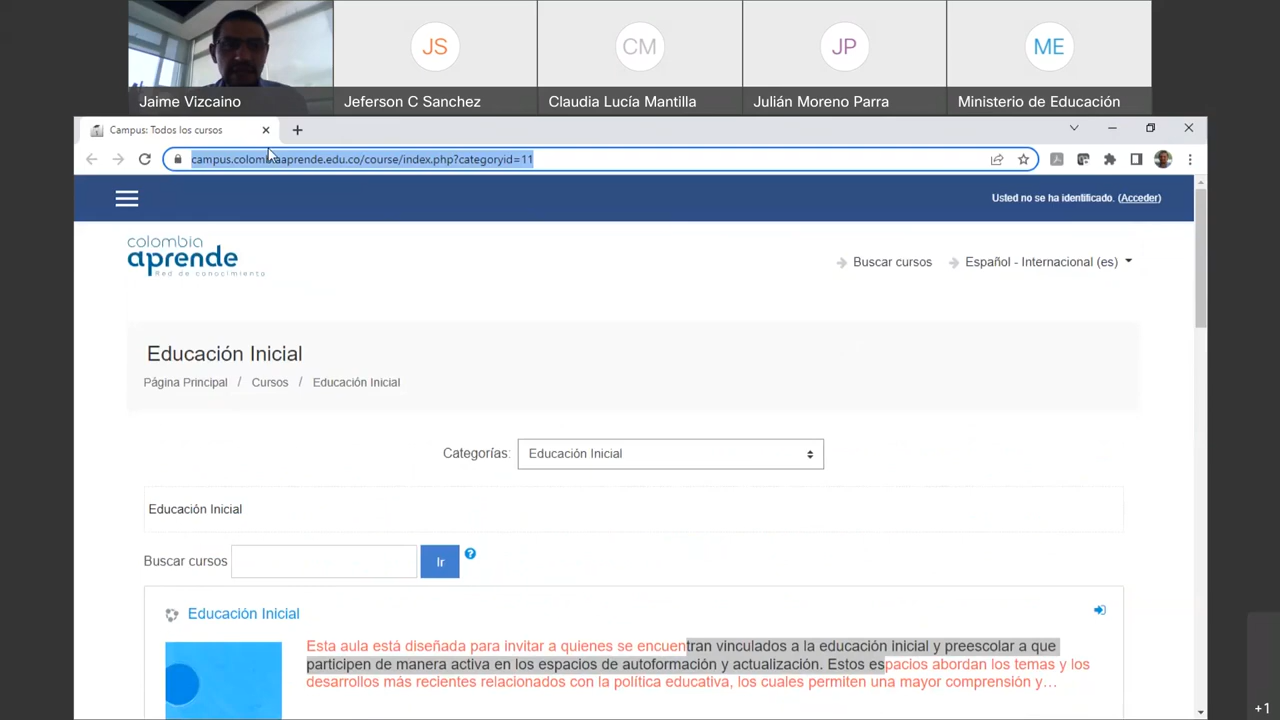 JS
CM
JP
ME
Jaime Vizcaino
Jeferson C Sanchez
Claudia Lucía Mantilla
Julián Moreno Parra
Ministerio de Educación
Campus: Todos los cursos
campus.colombiaaprende.edu.co/course/index.php?categoryid=11
Usted no se ha identificado. (Acceder)
colombia
aprende
Red de conocimiento
Buscar cursos
Español - Internacional (es)
Educación Inicial
Página Principal / Cursos / Educación Inicial
Categorías: Educación Inicial
Educación Inicial
Buscar cursos Ir ?
Educación Inicial
Esta aula está diseñada para invitar a quienes se encuentran vinculados a la educación inicial y preescolar a que
participen de manera activa en los espacios de autoformación y actualización. Estos espacios abordan los temas y los
desarrollos más recientes relacionados con la política educativa, los cuales permiten una mayor comprensión y…
+1